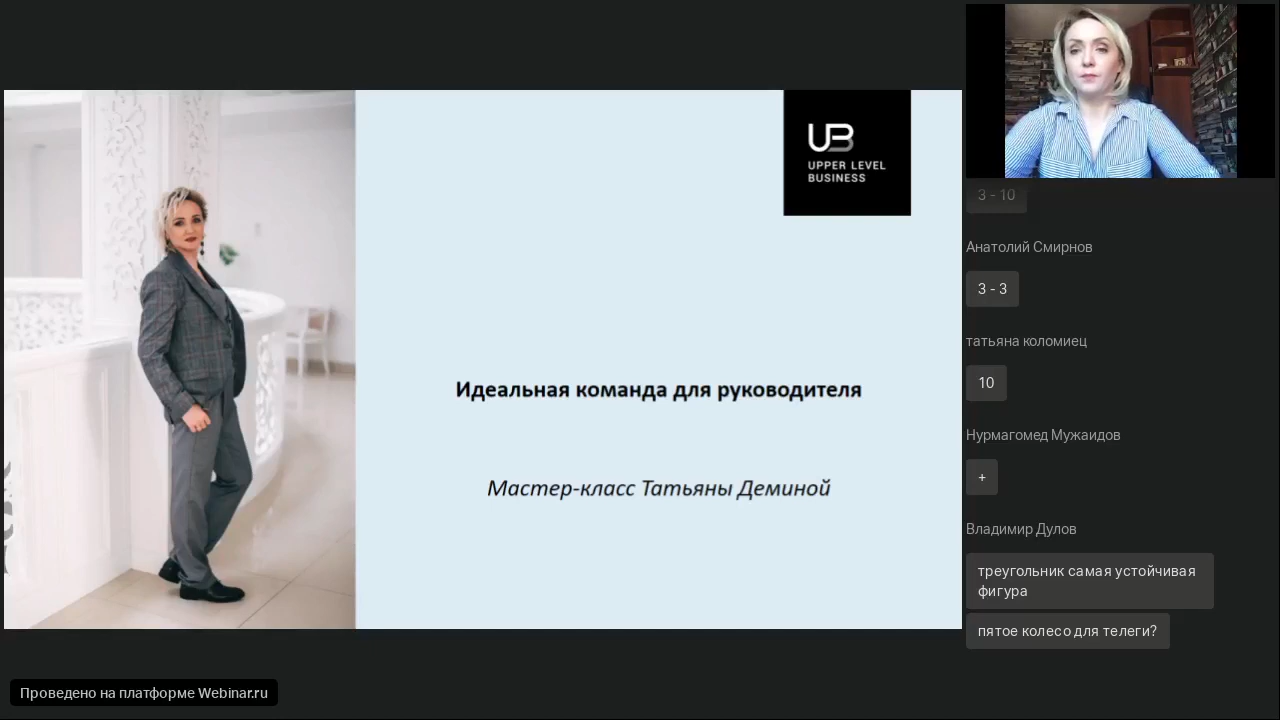 UB
UPPER LEVEL
BUSINESS
Идеальная команда для руководителя
Мастер-класс Татьяны Деминой
3 - 10
Анатолий Смирнов
3 - 3
татьяна коломиец
10
Нурмагомед Мужаидов
+
Владимир Дулов
треугольник самая устойчивая
фигура
пятое колесо для телеги?
Проведено на платформе Webinar.ru